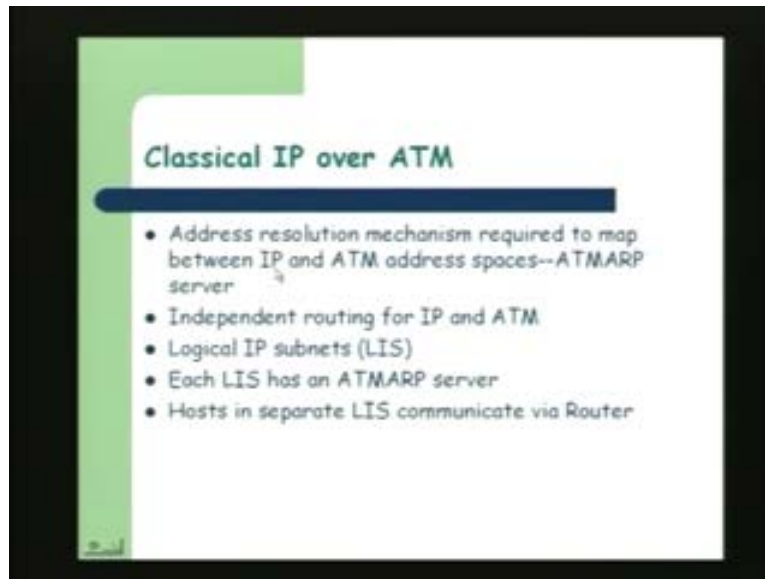 Classical IP over ATM
• Address resolution mechanism required to map
between IP and ATM address spaces--ATMARP
server
• Independent routing for IP and ATM
• Logical IP subnets (LIS)
• Each LIS has an ATMARP server
• Hosts in separate LIS communicate via Router